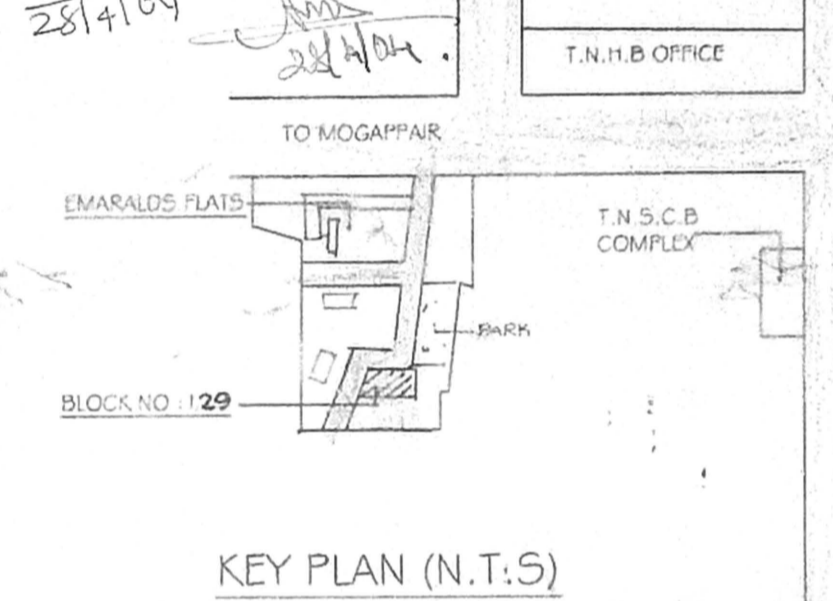 28/4/04
28/4/04.
T.N.H.B OFFICE
TO MOGAPPAIR
EMARALDS FLATS
T.N.S.C.B
COMPLEX
PARK
BLOCK NO : 129
KEY PLAN (N.T.S)